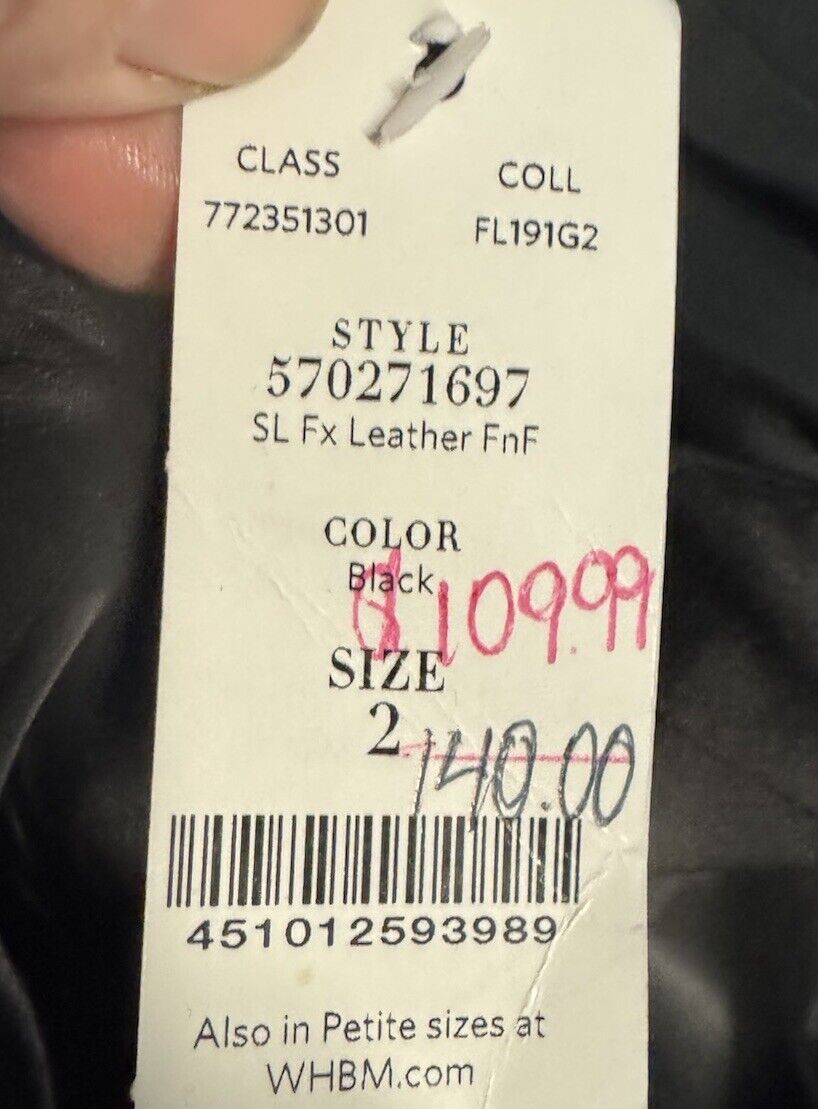 CLASS
772351301
COLL
FL191G2
STYLE
570271697
SL Fx Leather FnF
COLOR
Black
$109.99
SIZE
2
140.00
451012593989
Also in Petite sizes at
WHBM.com